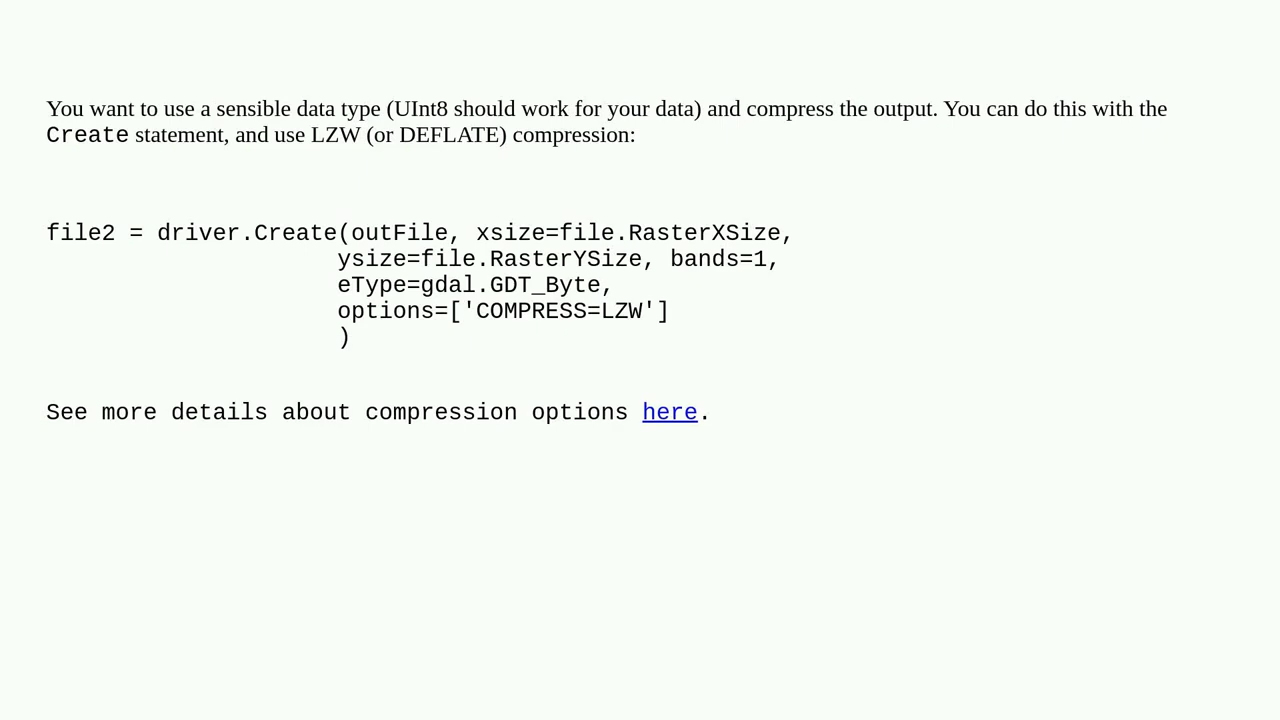 You want to use a sensible data type (UInt8 should work for your data) and compress the output. You can do this with the
Create statement, and use LZW (or DEFLATE) compression:
file2 = driver.Create(outFile, xsize=file.RasterXSize,
                     ysize=file.RasterYSize, bands=1,
                     eType=gdal.GDT_Byte,
                     options=['COMPRESS=LZW']
                     )
See more details about compression options here.